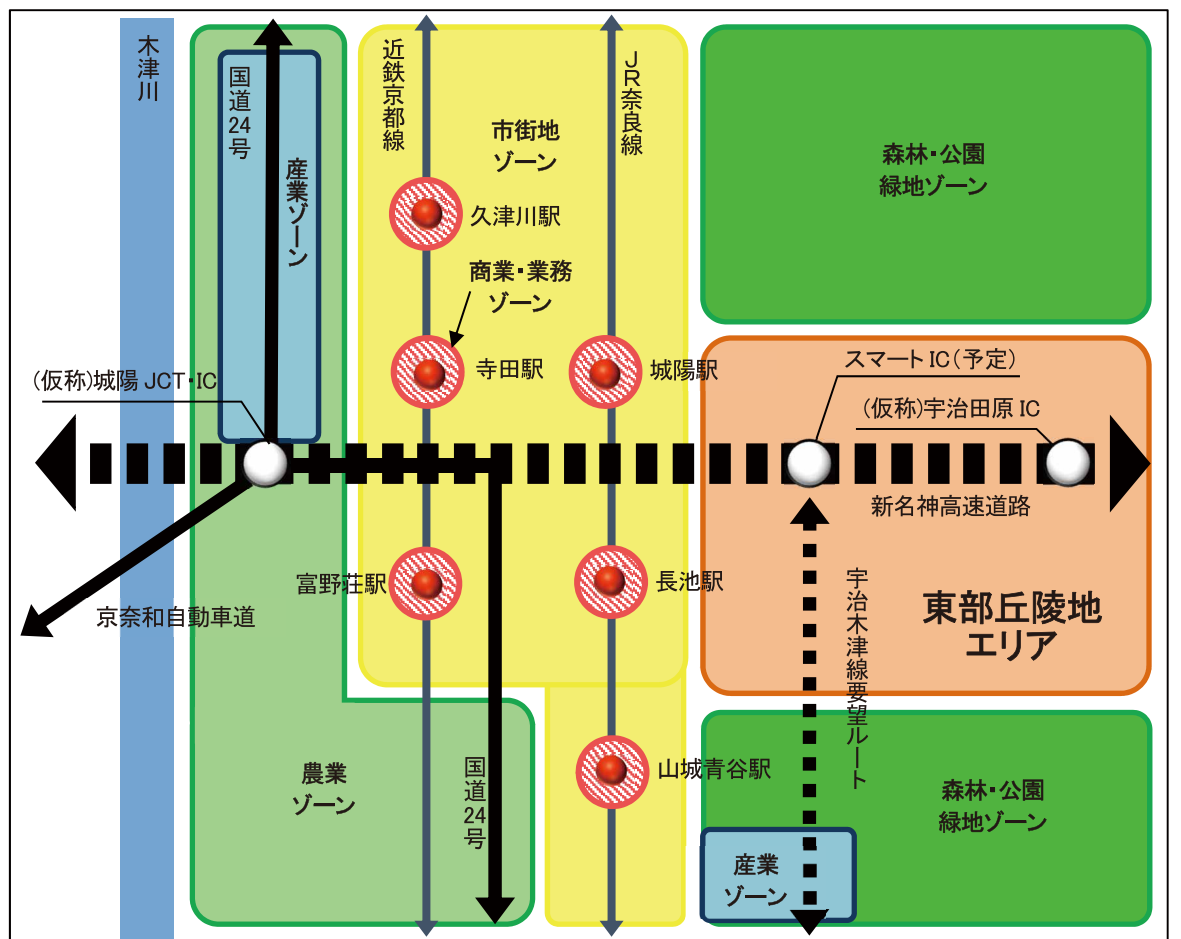 木津川
国道24号
産業ゾーン
近鉄京都線
市街地
ゾーン
JR奈良線
森林・公園
緑地ゾーン
久津川駅
商業・業務
ゾーン
寺田駅
城陽駅
スマートIC(予定)
(仮称)城陽JCT・IC
(仮称)宇治田原IC
新名神高速道路
富野荘駅
長池駅
京奈和自動車道
東部丘陵地
エリア
宇治木津線要望ルート
農業
ゾーン
国道24号
山城青谷駅
森林・公園
緑地ゾーン
産業
ゾーン